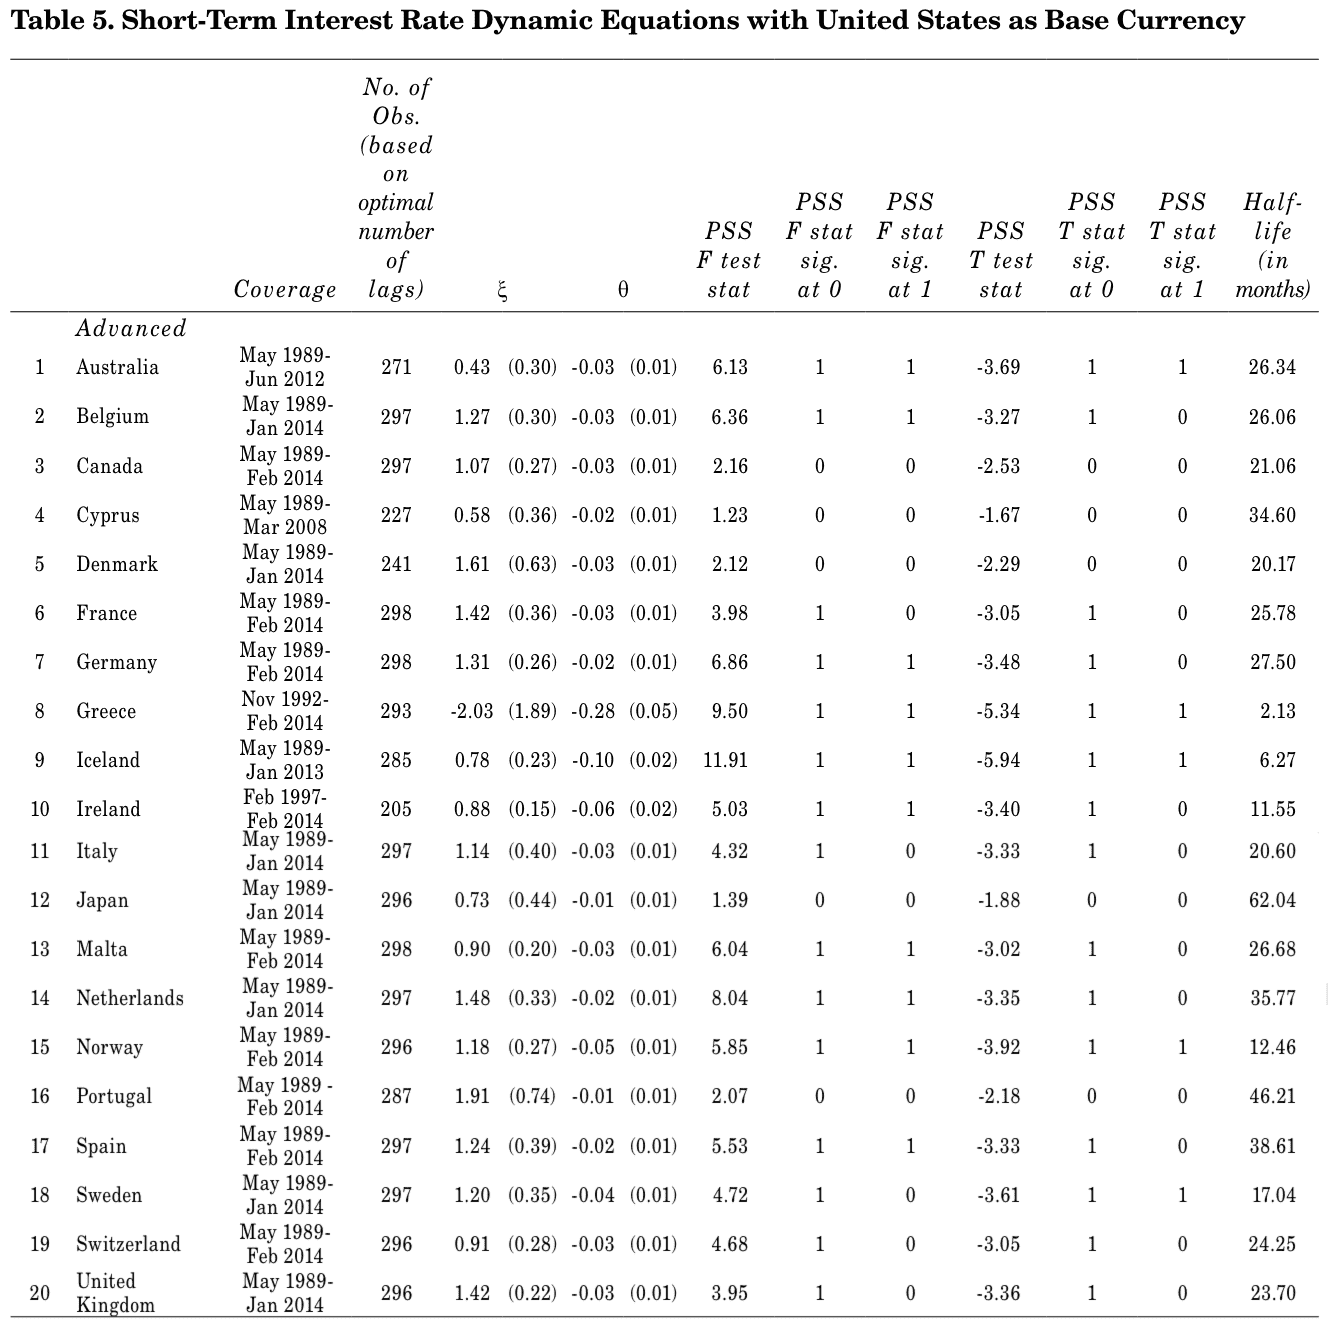 Table 5. Short-Term Interest Rate Dynamic Equations with United States as Base Currency
No. of
Obs.
(based
on
optimal
number
of
lags)
Coverage
ξ
θ
PSS
F test
stat
PSS
F stat
sig.
at 0
PSS
F stat
sig.
at 1
PSS
T test
stat
PSS
T stat
sig.
at 0
PSS
T stat
sig.
at 1
Half-
life
(in
months)
Advanced
1 Australia May 1989- 271 0.43 (0.30) -0.03 (0.01) 6.13 1 1 -3.69 1 1 26.34
Jun 2012
2 Belgium May 1989- 297 1.27 (0.30) -0.03 (0.01) 6.36 1 1 -3.27 1 0 26.06
Jan 2014
3 Canada May 1989- 297 1.07 (0.27) -0.03 (0.01) 2.16 0 0 -2.53 0 0 21.06
Feb 2014
4 Cyprus May 1989- 227 0.58 (0.36) -0.02 (0.01) 1.23 0 0 -1.67 0 0 34.60
Mar 2008
5 Denmark May 1989- 241 1.61 (0.63) -0.03 (0.01) 2.12 0 0 -2.29 0 0 20.17
Jan 2014
6 France May 1989- 298 1.42 (0.36) -0.03 (0.01) 3.98 1 0 -3.05 1 0 25.78
Feb 2014
7 Germany May 1989- 298 1.31 (0.26) -0.02 (0.01) 6.86 1 1 -3.48 1 0 27.50
Feb 2014
8 Greece Nov 1992- 293 -2.03 (1.89) -0.28 (0.05) 9.50 1 1 -5.34 1 1 2.13
Feb 2014
9 Iceland May 1989- 285 0.78 (0.23) -0.10 (0.02) 11.91 1 1 -5.94 1 1 6.27
Jan 2013
10 Ireland Feb 1997- 205 0.88 (0.15) -0.06 (0.02) 5.03 1 1 -3.40 1 0 11.55
Feb 2014
11 Italy May 1989- 297 1.14 (0.40) -0.03 (0.01) 4.32 1 0 -3.33 1 0 20.60
Jan 2014
12 Japan May 1989- 296 0.73 (0.44) -0.01 (0.01) 1.39 0 0 -1.88 0 0 62.04
Jan 2014
13 Malta May 1989- 298 0.90 (0.20) -0.03 (0.01) 6.04 1 1 -3.02 1 0 26.68
Feb 2014
14 Netherlands May 1989- 297 1.48 (0.33) -0.02 (0.01) 8.04 1 1 -3.35 1 0 35.77
Jan 2014
15 Norway May 1989- 296 1.18 (0.27) -0.05 (0.01) 5.85 1 1 -3.92 1 1 12.46
Feb 2014
16 Portugal May 1989 - 287 1.91 (0.74) -0.01 (0.01) 2.07 0 0 -2.18 0 0 46.21
Feb 2014
17 Spain May 1989- 297 1.24 (0.39) -0.02 (0.01) 5.53 1 1 -3.33 1 0 38.61
Feb 2014
18 Sweden May 1989- 297 1.20 (0.35) -0.04 (0.01) 4.72 1 0 -3.61 1 1 17.04
Jan 2014
19 Switzerland May 1989- 296 0.91 (0.28) -0.03 (0.01) 4.68 1 0 -3.05 1 0 24.25
Feb 2014
20 United May 1989- 296 1.42 (0.22) -0.03 (0.01) 3.95 1 0 -3.36 1 0 23.70
Kingdom Jan 2014